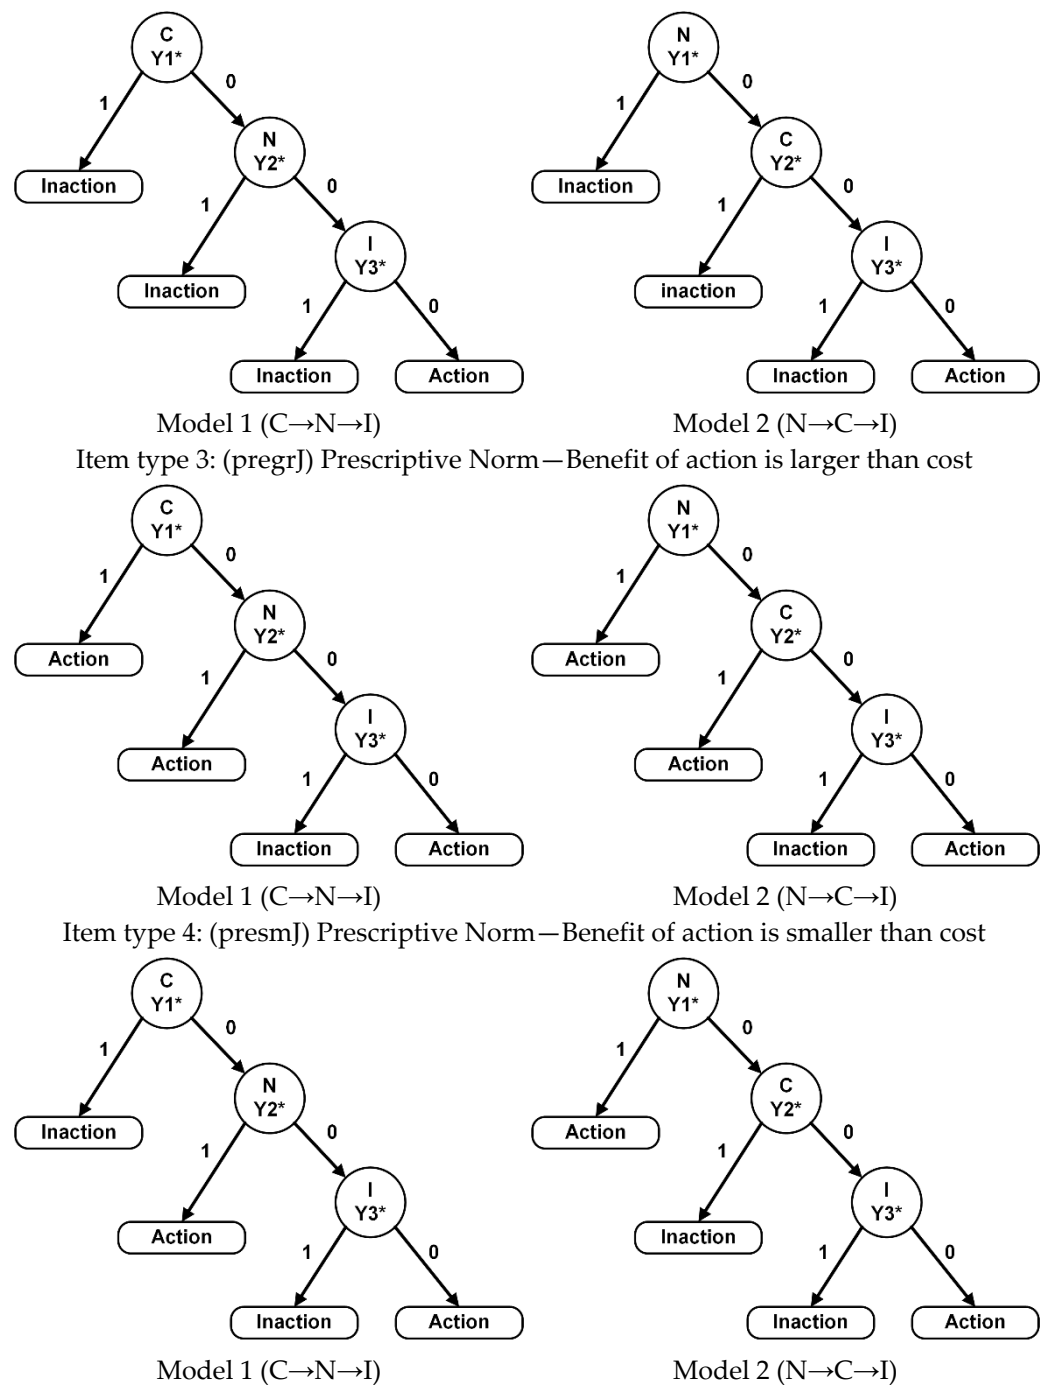 C N
Y1* Y1*
1 0 1 0
N C
Y2* Y2*
Inaction Inaction
1 0 1 0
I I
Y3* Y3*
Inaction inaction
1 0 1 0
Inaction Action Inaction Action
Model 1 (C→N→I) Model 2 (N→C→I)
Item type 3: (pregrJ) Prescriptive Norm—Benefit of action is larger than cost
C N
Y1* Y1*
1 0 1 0
N C
Y2* Y2*
Action Action
1 0 1 0
I I
Y3* Y3*
Action Action
1 0 1 0
Inaction Action Inaction Action
Model 1 (C→N→I) Model 2 (N→C→I)
Item type 4: (presmJ) Prescriptive Norm—Benefit of action is smaller than cost
C N
Y1* Y1*
1 0 1 0
N C
Y2* Y2*
Inaction Action
1 0 1 0
I I
Y3* Y3*
Action Inaction
1 0 1 0
Inaction Action Inaction Action
Model 1 (C→N→I) Model 2 (N→C→I)